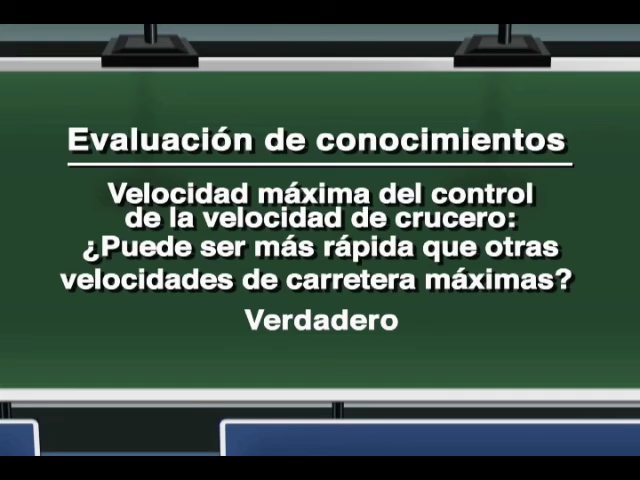 Evaluación de conocimientos
Velocidad máxima del control
de la velocidad de crucero:
¿Puede ser más rápida que otras
velocidades de carretera máximas?
Verdadero